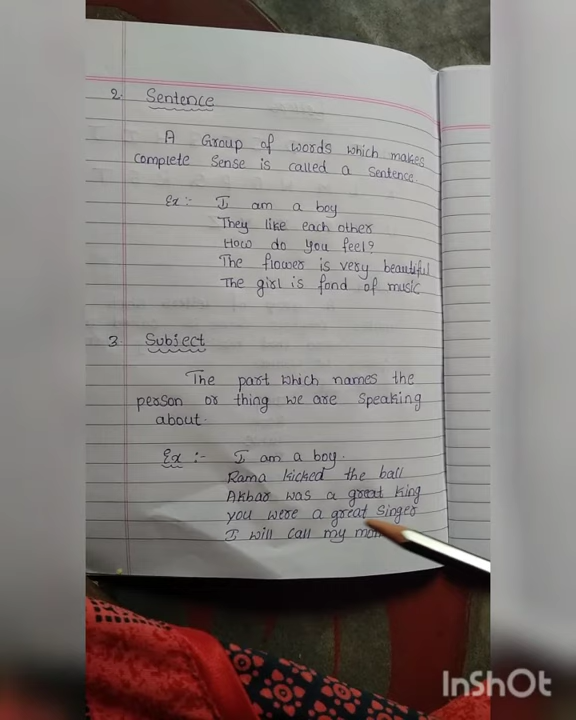 2. Sentence
A Group of words which makes
complete sense is called a sentence.
Ex :- I am a boy
They like each other
How do you feel?
The flower is very beautiful
The girl is fond of music
3. Subject
The part which names the
person or thing we are speaking
about.
Ex :- I am a boy.
Rama kicked the ball
Akbar was a great king
you were a great singer
I will call my
InShOt